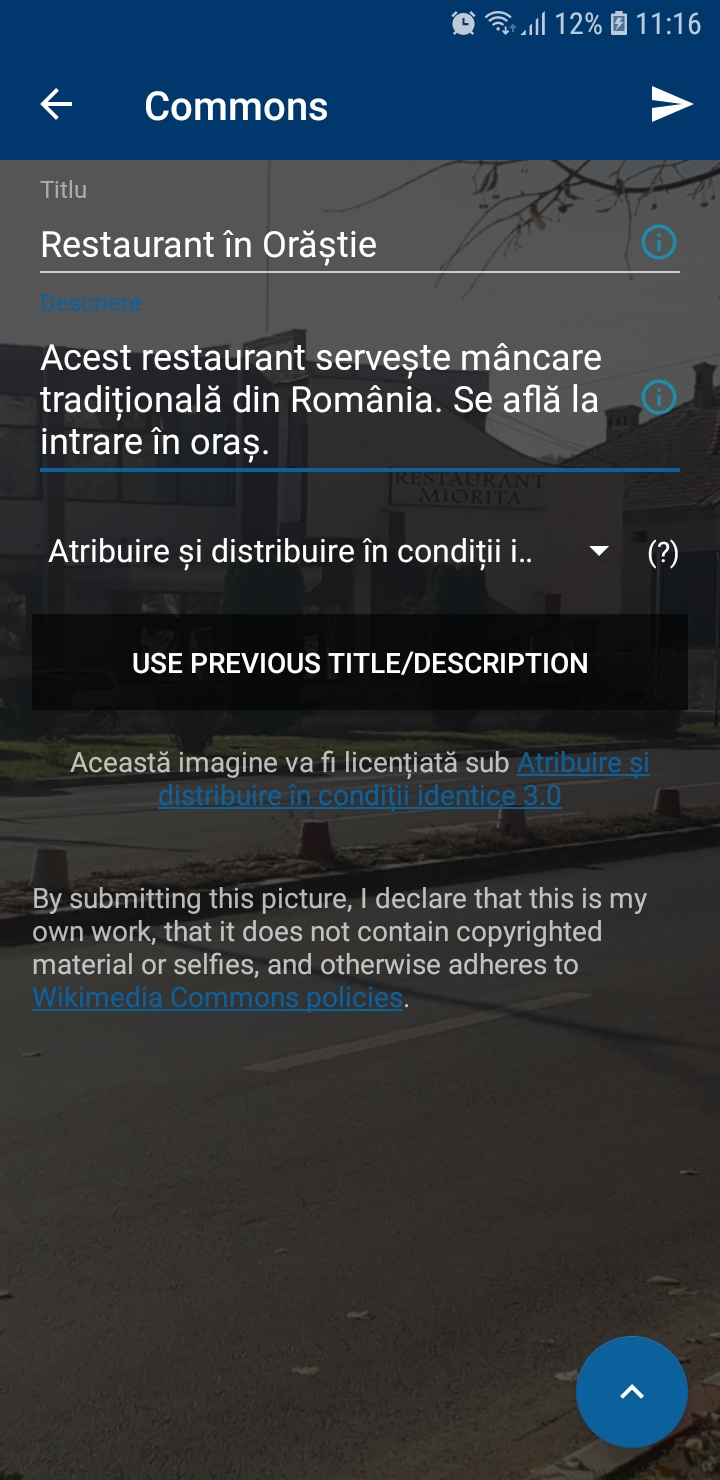 12% 11:16
Commons
Titlu
Restaurant în Orăștie
Descriere
Acest restaurant servește mâncare
tradițională din România. Se află la
intrare în oraș.
RESTAURANT
MIORIȚA
Atribuire și distribuire în condiții i..
(?)
USE PREVIOUS TITLE/DESCRIPTION
Această imagine va fi licențiată sub Atribuire și
distribuire în condiții identice 3.0
By submitting this picture, I declare that this is my
own work, that it does not contain copyrighted
material or selfies, and otherwise adheres to
Wikimedia Commons policies.